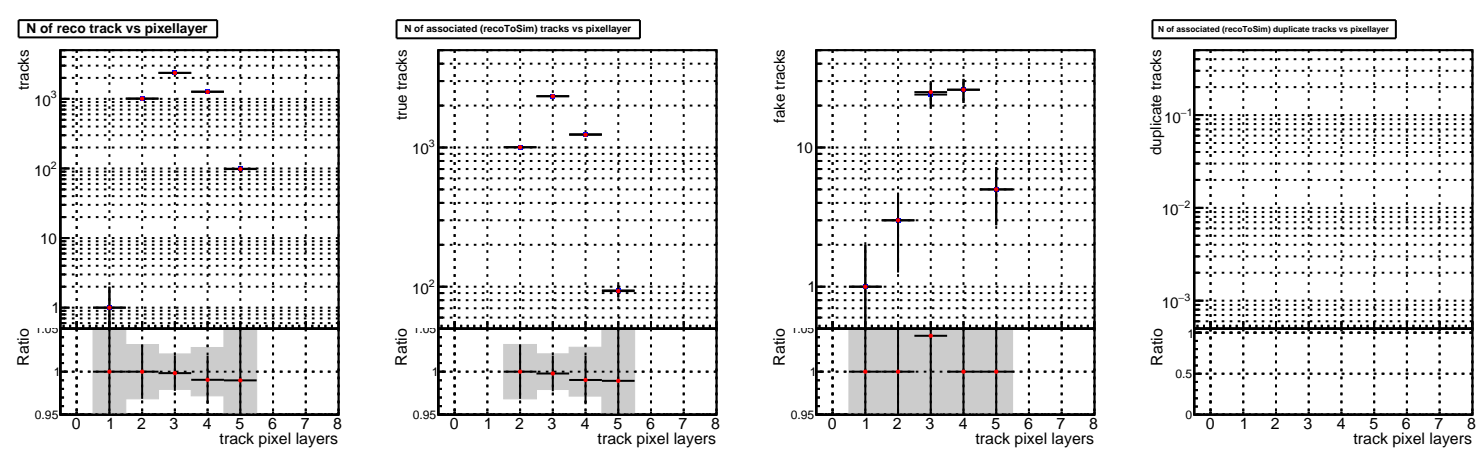 N of reco track vs pixellayer
tracks
10³
10²
10
1
Ratio
1.05
1
0.95
0 1 2 3 4 5 6 7 8
track pixel layers
N of associated (recoToSim) tracks vs pixellayer
true tracks
10³
10²
Ratio
1.05
1
0.95
0 1 2 3 4 5 6 7 8
track pixel layers
fake tracks
10
1
Ratio
1.05
1
0.95
0 1 2 3 4 5 6 7 8
track pixel layers
N of associated (recoToSim) duplicate tracks vs pixellayer
duplicate tracks
10⁻¹
10⁻²
10⁻³
Ratio
1
0.5
0
0 1 2 3 4 5 6 7 8
track pixel layers